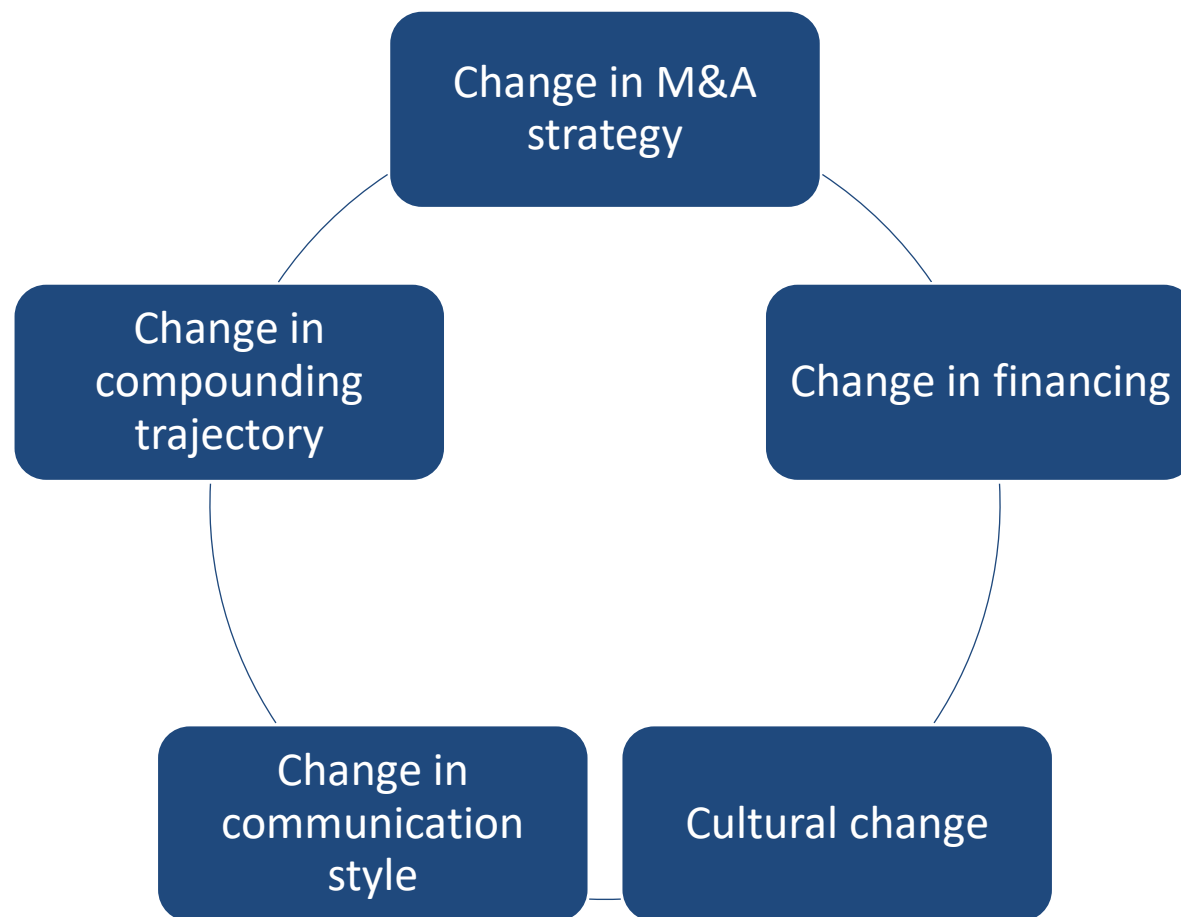 Change in M&A
strategy
Change in financing
Cultural change
Change in
communication
style
Change in
compounding
trajectory